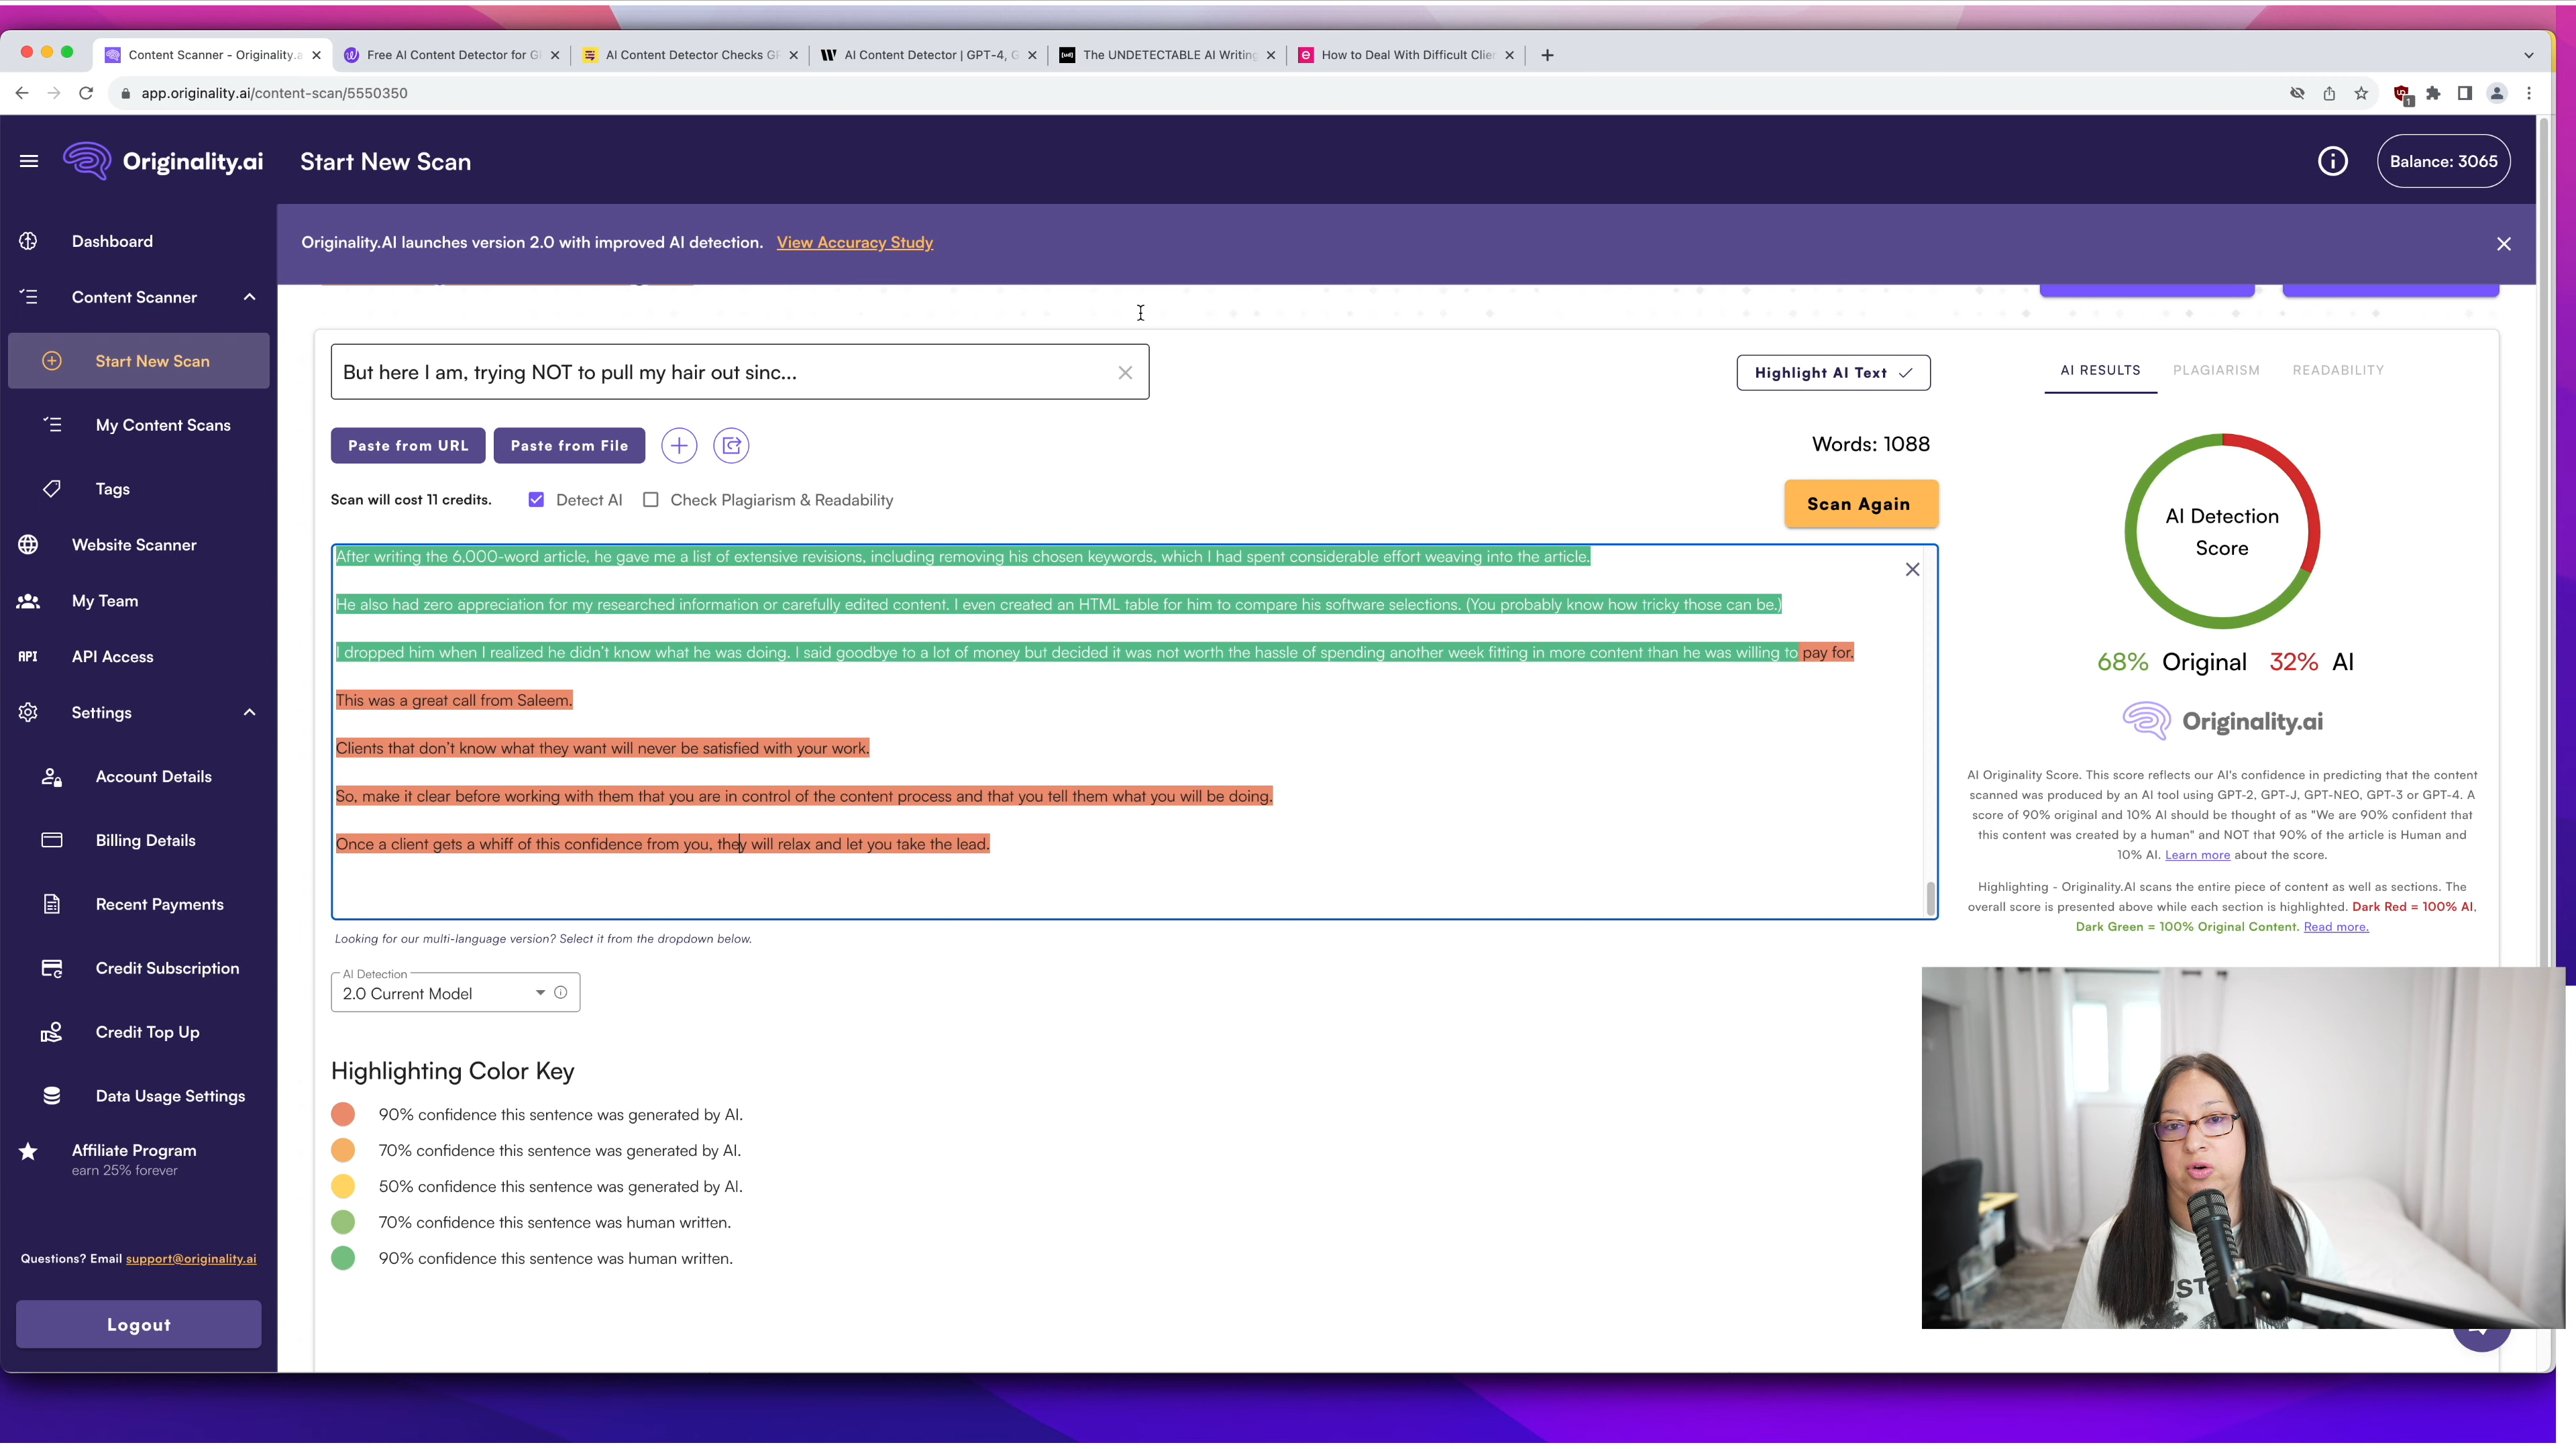 Content Scanner - Originality.a
Free AI Content Detector for G
AI Content Detector Checks G
AI Content Detector | GPT-4, G
The UNDETECTABLE AI Writing
How to Deal With Difficult Clie
app.originality.ai/content-scan/5550350
Originality.ai
Start New Scan
Balance: 3065
Originality.AI launches version 2.0 with improved AI detection. View Accuracy Study
Dashboard
Content Scanner
Start New Scan
My Content Scans
Tags
Website Scanner
My Team
API
API Access
Settings
Account Details
Billing Details
Recent Payments
Credit Subscription
Credit Top Up
Data Usage Settings
Affiliate Program
earn 25% forever
Questions? Email support@originality.ai
Logout
But here I am, trying NOT to pull my hair out sinc...
Highlight AI Text
Paste from URL
Paste from File
Words: 1088
Scan will cost 11 credits.
Detect AI
Check Plagiarism & Readability
Scan Again
After writing the 6,000-word article, he gave me a list of extensive revisions, including removing his chosen keywords, which I had spent considerable effort weaving into the article.
He also had zero appreciation for my researched information or carefully edited content. I even created an HTML table for him to compare his software selections. (You probably know how tricky those can be.)
I dropped him when I realized he didn't know what he was doing. I said goodbye to a lot of money but decided it was not worth the hassle of spending another week fitting in more content than he was willing to pay for.
This was a great call from Saleem.
Clients that don't know what they want will never be satisfied with your work.
So, make it clear before working with them that you are in control of the content process and that you tell them what you will be doing.
Once a client gets a whiff of this confidence from you, they will relax and let you take the lead.
Looking for our multi-language version? Select it from the dropdown below.
AI Detection
2.0 Current Model
Highlighting Color Key
90% confidence this sentence was generated by AI.
70% confidence this sentence was generated by AI.
50% confidence this sentence was generated by AI.
70% confidence this sentence was human written.
90% confidence this sentence was human written.
AI RESULTS
PLAGIARISM
READABILITY
AI Detection
Score
68% Original 32% AI
Originality.ai
AI Originality Score. This score reflects our AI's confidence in predicting that the content
scanned was produced by an AI tool using GPT-2, GPT-J, GPT-NEO, GPT-3 or GPT-4. A
score of 90% original and 10% AI should be thought of as "We are 90% confident that
this content was created by a human" and NOT that 90% of the article is Human and
10% AI. Learn more about the score.
Highlighting - Originality.AI scans the entire piece of content as well as sections. The
overall score is presented above while each section is highlighted. Dark Red = 100% AI,
Dark Green = 100% Original Content. Read more.